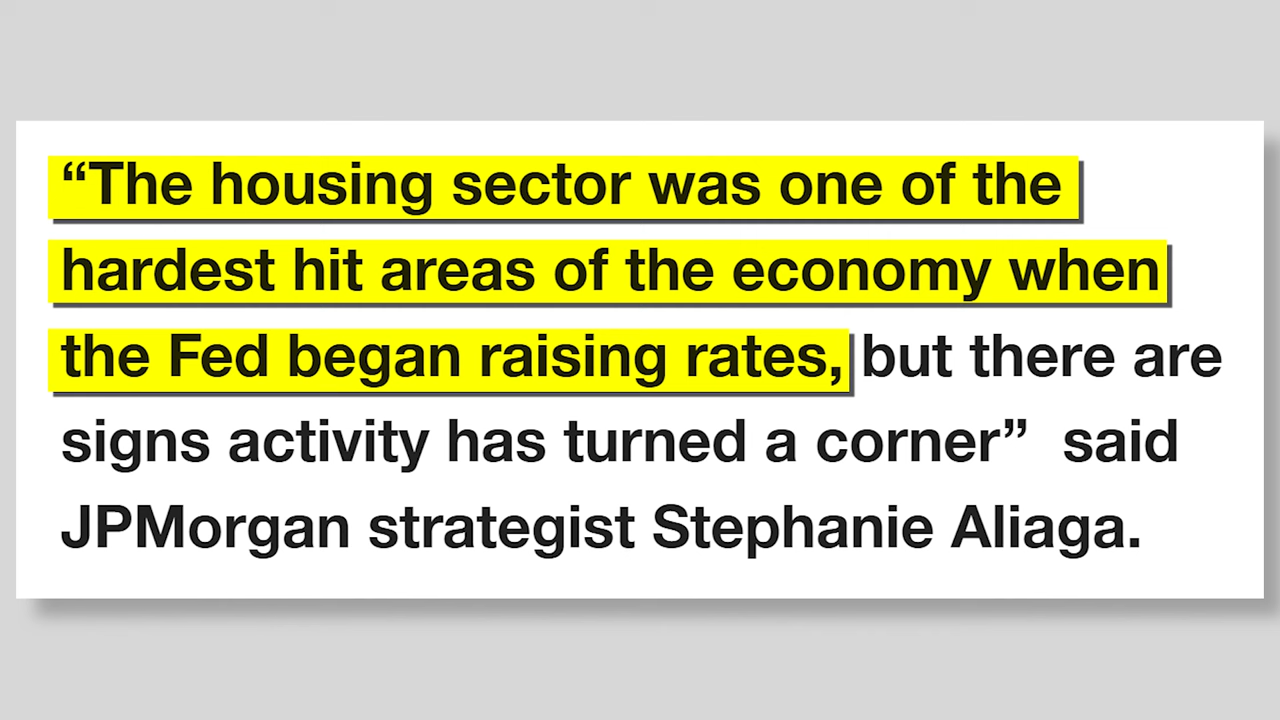 “The housing sector was one of the
hardest hit areas of the economy when
the Fed began raising rates, but there are
signs activity has turned a corner” said
JPMorgan strategist Stephanie Aliaga.